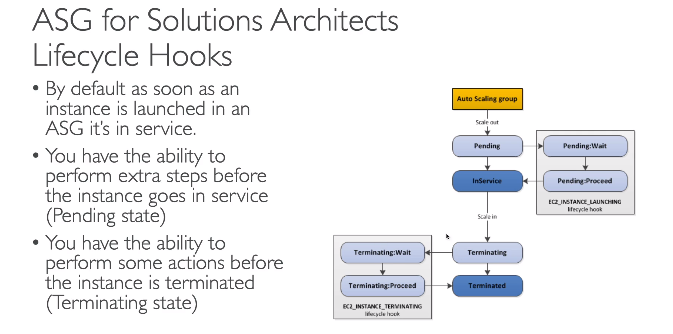 ASG for Solutions Architects
Lifecycle Hooks
• By default as soon as an
instance is launched in an
ASG it's in service.
• You have the ability to
perform extra steps before
the instance goes in service
(Pending state)
• You have the ability to
perform some actions before
the instance is terminated
(Terminating state)
Auto Scaling group
Scale out
Pending
Pending:Wait
InService
Pending:Proceed
EC2_INSTANCE_LAUNCHING
lifecycle hook
Scale in
Terminating:Wait
Terminating
Terminating:Proceed
Terminated
EC2_INSTANCE_TERMINATING
lifecycle hook